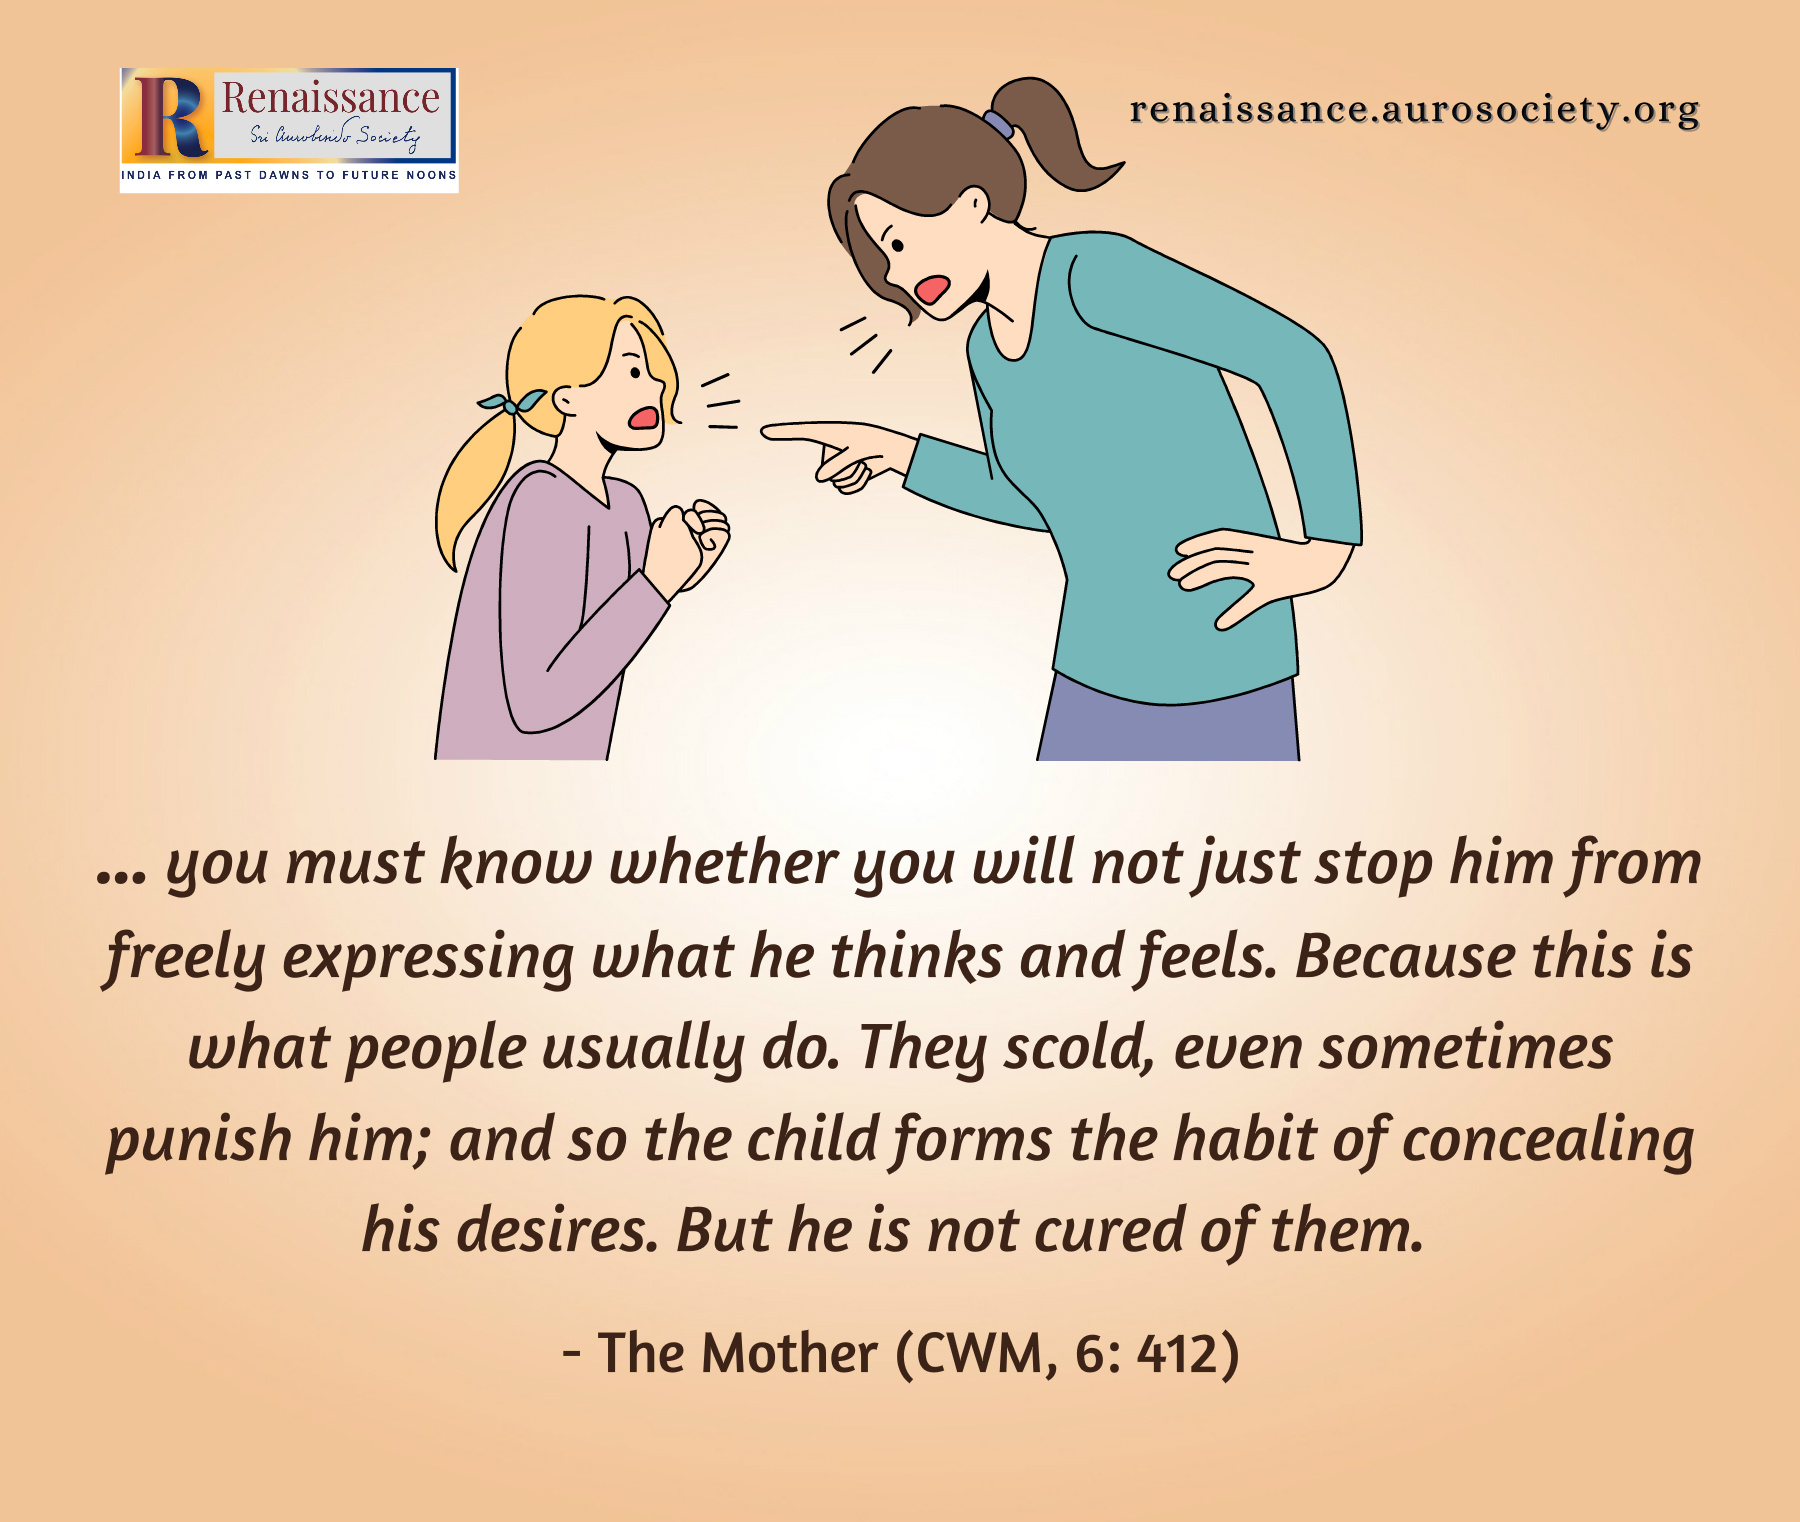 Renaissance
Sri Aurobindo Society
INDIA FROM PAST DAWNS TO FUTURE NOONS
renaissance.aurosociety.org
... you must know whether you will not just stop him from
freely expressing what he thinks and feels. Because this is
what people usually do. They scold, even sometimes
punish him; and so the child forms the habit of concealing
his desires. But he is not cured of them.
- The Mother (CWM, 6: 412)